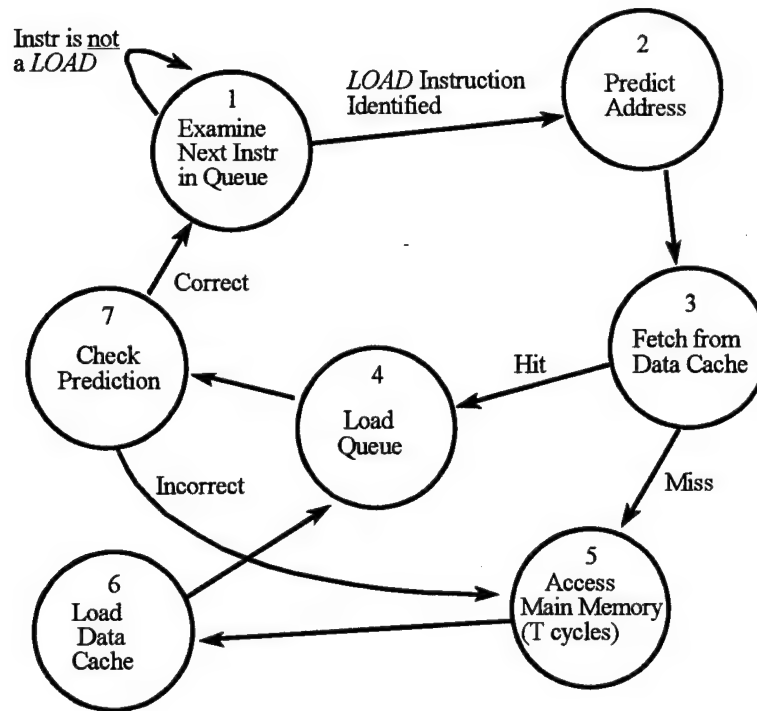 Instr is not
a LOAD
1
Examine
Next Instr
in Queue
LOAD Instruction
Identified
2
Predict
Address
3
Fetch from
Data Cache
Hit
Miss
4
Load
Queue
5
Access
Main Memory
(T cycles)
6
Load
Data
Cache
7
Check
Prediction
Correct
Incorrect